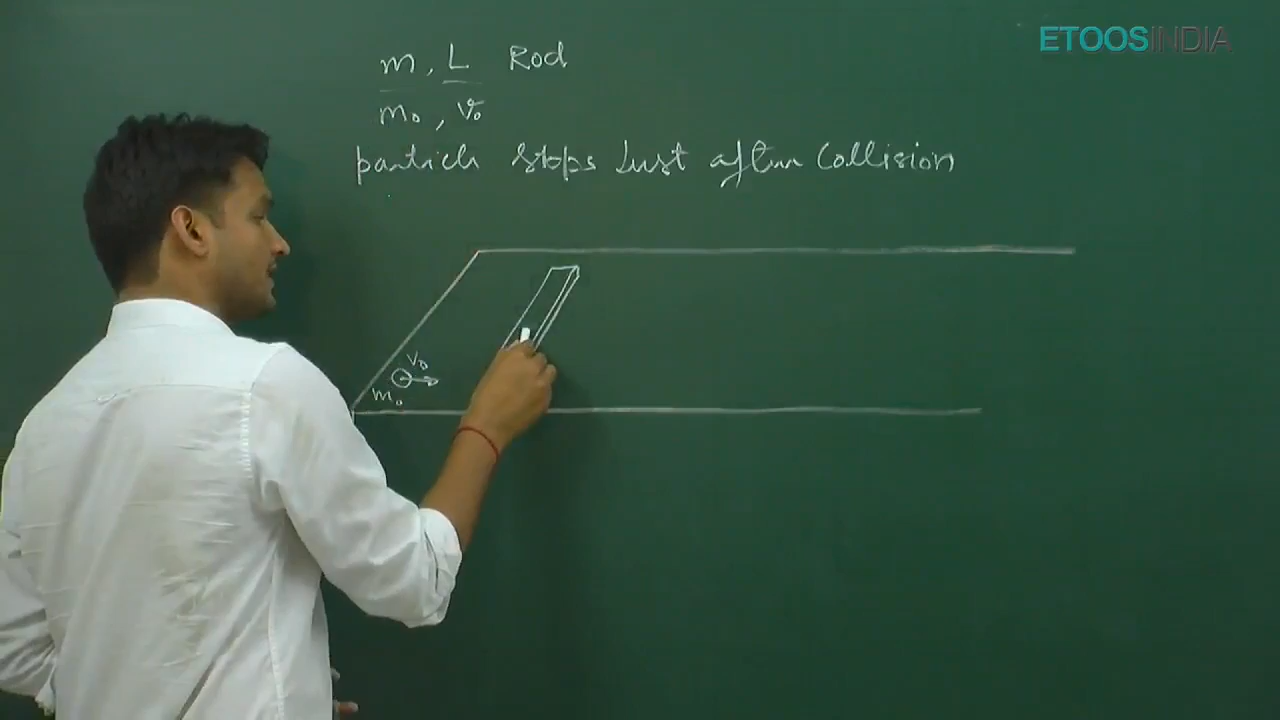 ETOOSINDIA
m, L Rod
m₀, v₀
particle stops Just after Collision
v₀
m₀